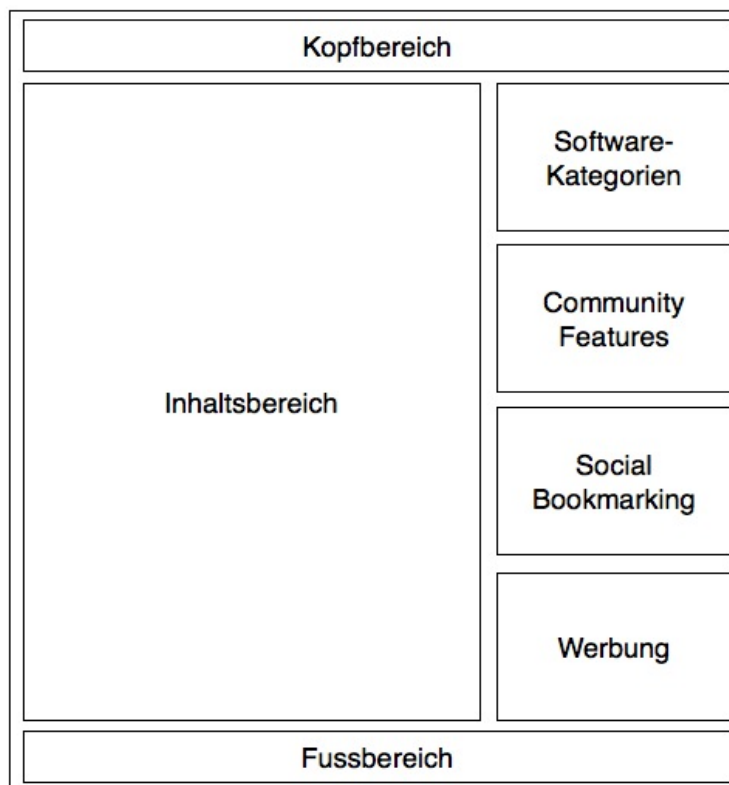 Kopfbereich
Software-
Kategorien
Community
Features
Inhaltsbereich
Social
Bookmarking
Werbung
Fussbereich